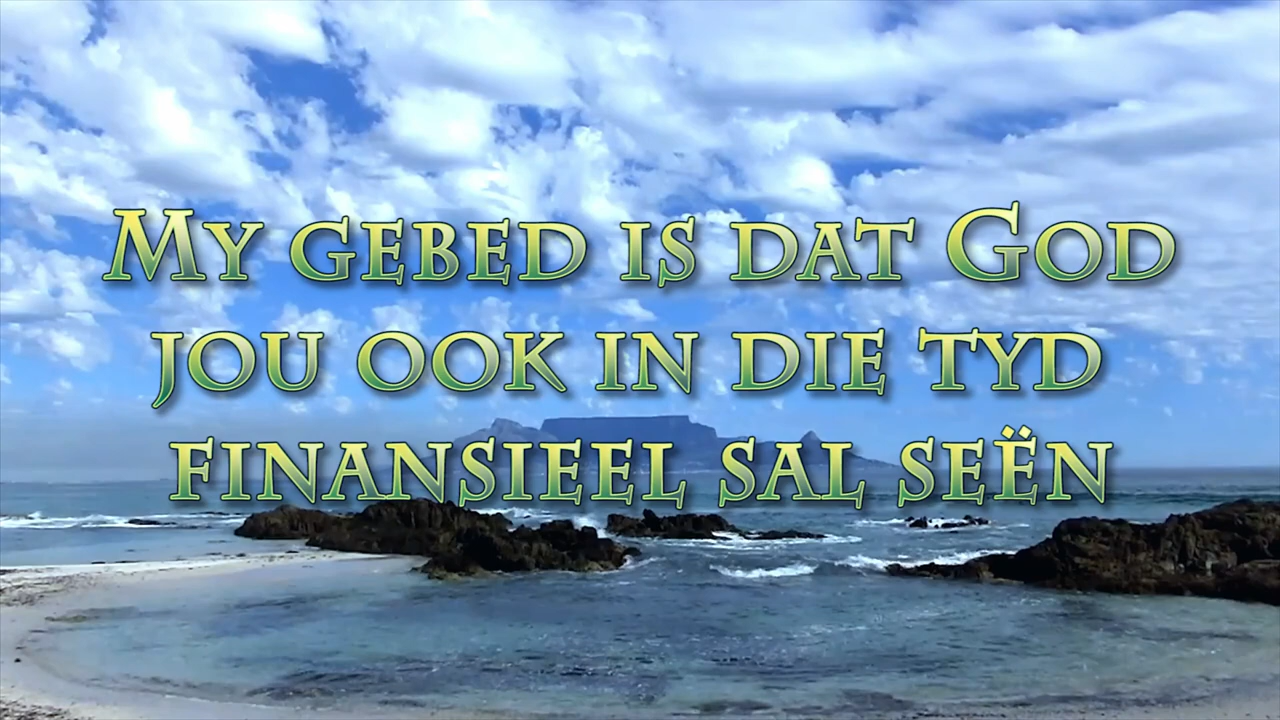 My gebed is dat God
jou ook in die tyd
finansieel sal seën